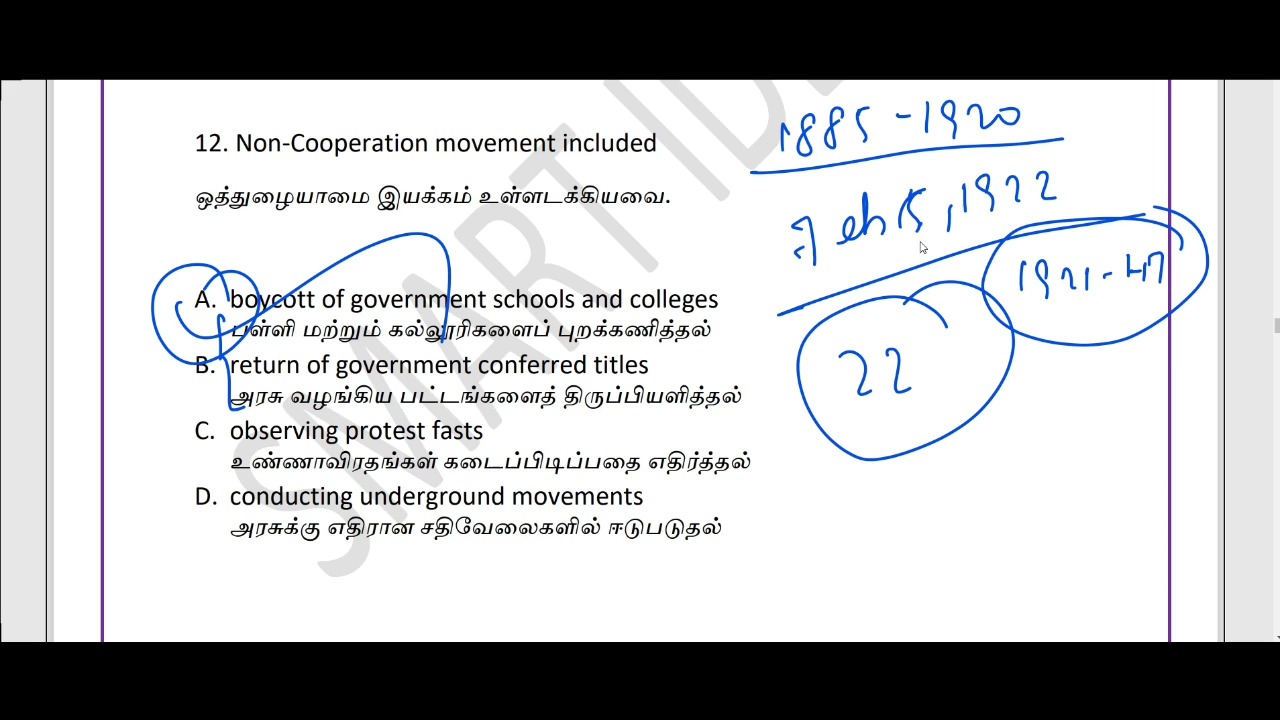 12. Non-Cooperation movement included
ஒத்துழையாமை இயக்கம் உள்ளடக்கியவை.
A. boycott of government schools and colleges
பள்ளி மற்றும் கல்லூரிகளைப் புறக்கணித்தல்
B. return of government conferred titles
அரசு வழங்கிய பட்டங்களைத் திருப்பியளித்தல்
C. observing protest fasts
உண்ணாவிரதங்கள் கடைப்பிடிப்பதை எதிர்த்தல்
D. conducting underground movements
அரசுக்கு எதிரான சதிவேலைகளில் ஈடுபடுதல்
1885 - 1920
, 1922
1921 - 47
22
SMART